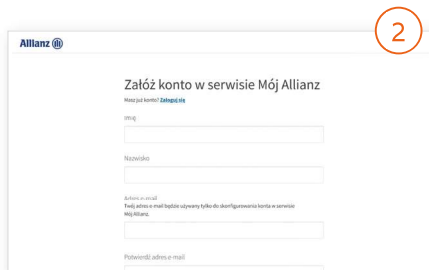 2
Allianz
Załóż konto w serwisie Mój Allianz
Masz już konto? Zaloguj się
Imię
Nazwisko
Adres e-mail
Twój adres e-mail będzie używany tylko do skonfigurowania konta w serwisie
Mój Allianz.
Potwierdź adres e-mail